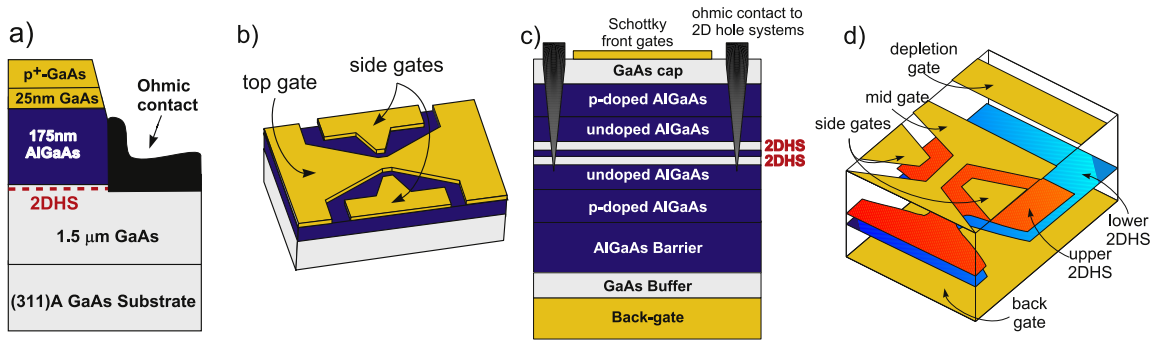 a)
p⁺-GaAs
25nm GaAs
175nm
AlGaAs
Ohmic
contact
2DHS
1.5 μm GaAs
(311)A GaAs Substrate
b)
side gates
top gate
c)
Schottky
front gates
ohmic contact to
2D hole systems
GaAs cap
p-doped AlGaAs
undoped AlGaAs
2DHS
2DHS
undoped AlGaAs
p-doped AlGaAs
AlGaAs Barrier
GaAs Buffer
Back-gate
d)
depletion
gate
mid gate
side gates
lower
2DHS
upper
2DHS
back
gate